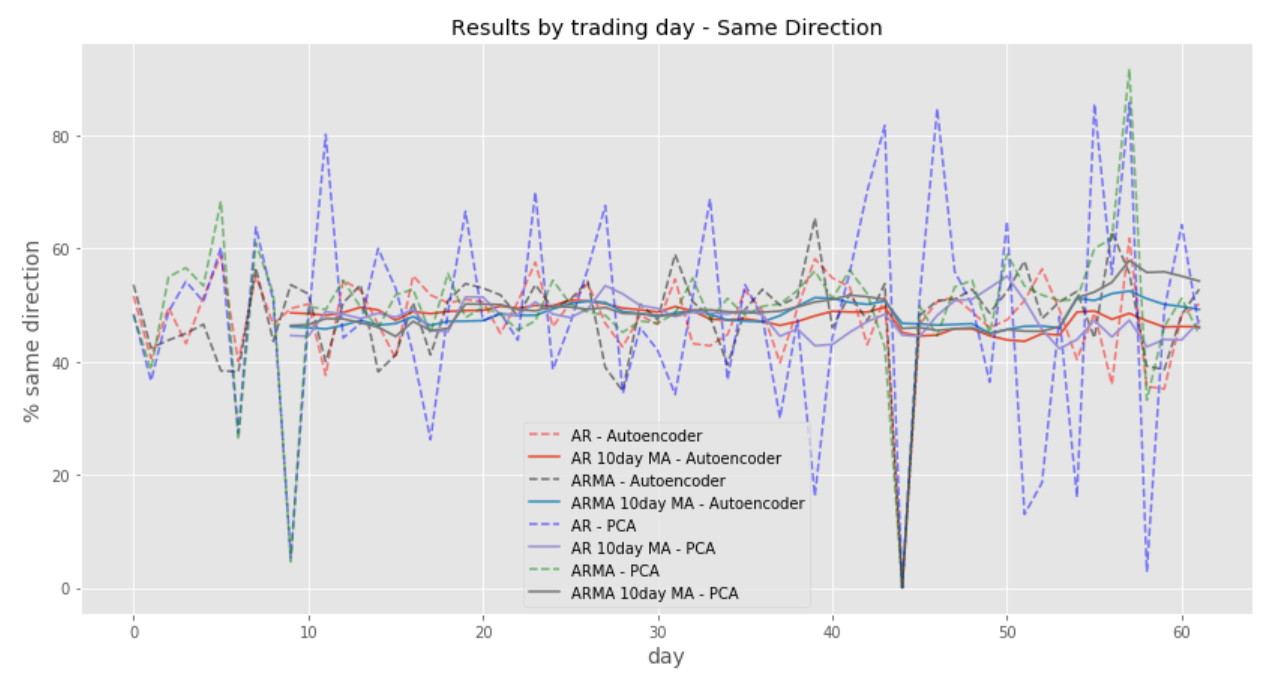 Results by trading day - Same Direction
% same direction
80
60
40
20
0
AR - Autoencoder
AR 10day MA - Autoencoder
ARMA - Autoencoder
ARMA 10day MA - Autoencoder
AR - PCA
AR 10day MA - PCA
ARMA - PCA
ARMA 10day MA - PCA
0 10 20 30 40 50 60
day